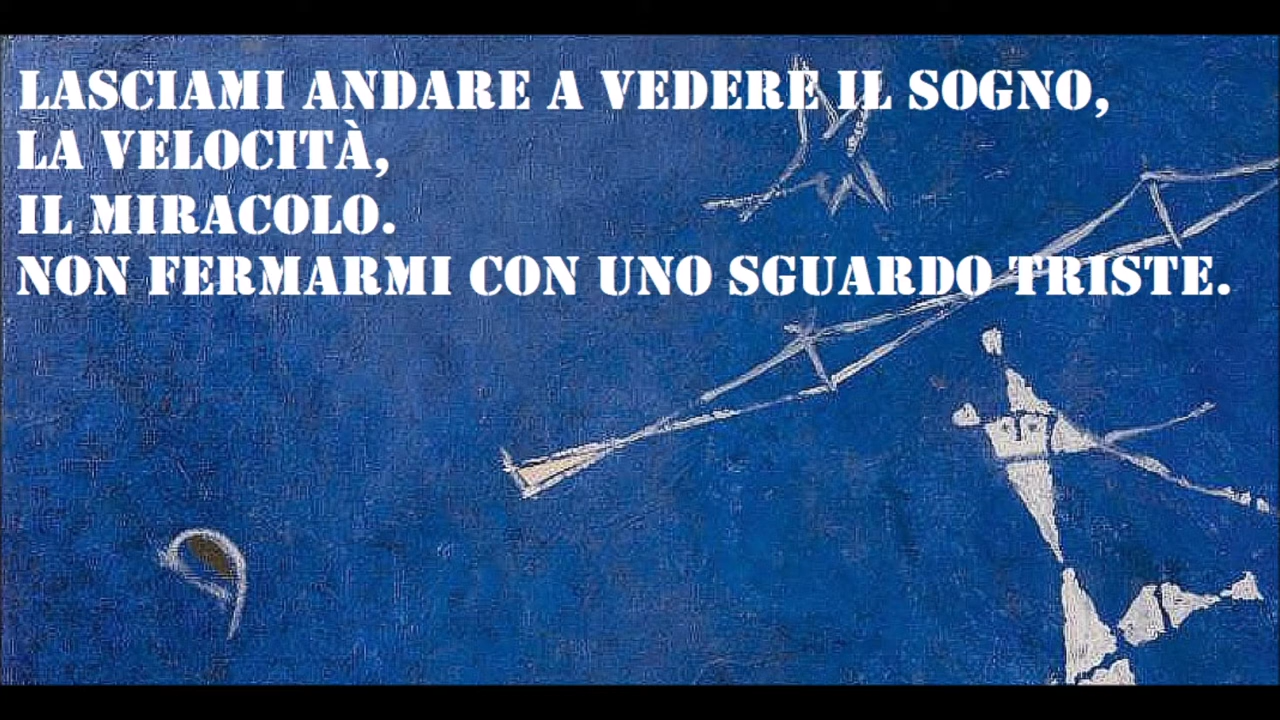 LASCIAMI ANDARE A VEDERE IL SOGNO,
LA VELOCITÀ,
IL MIRACOLO.
NON FERMARMI CON UNO SGUARDO TRISTE.